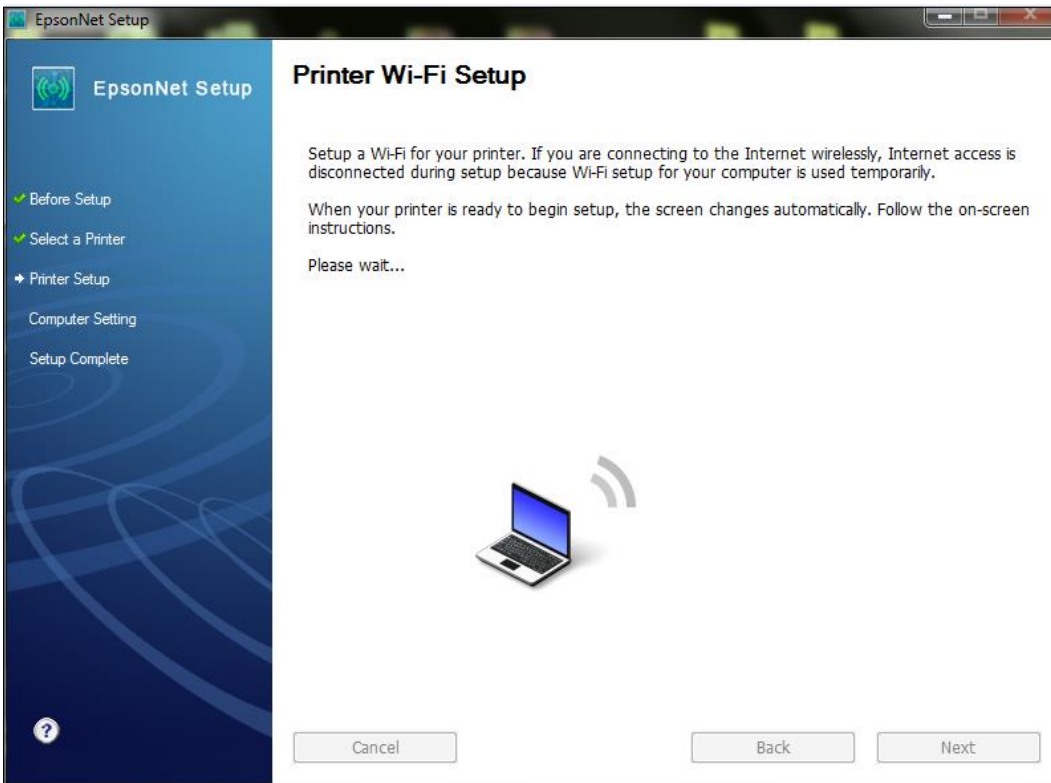 EpsonNet Setup
EpsonNet Setup
Before Setup
Select a Printer
Printer Setup
Computer Setting
Setup Complete
?
Printer Wi-Fi Setup
Setup a Wi-Fi for your printer. If you are connecting to the Internet wirelessly, Internet access is
disconnected during setup because Wi-Fi setup for your computer is used temporarily.
When your printer is ready to begin setup, the screen changes automatically. Follow the on-screen
instructions.
Please wait...
Cancel
Back
Next